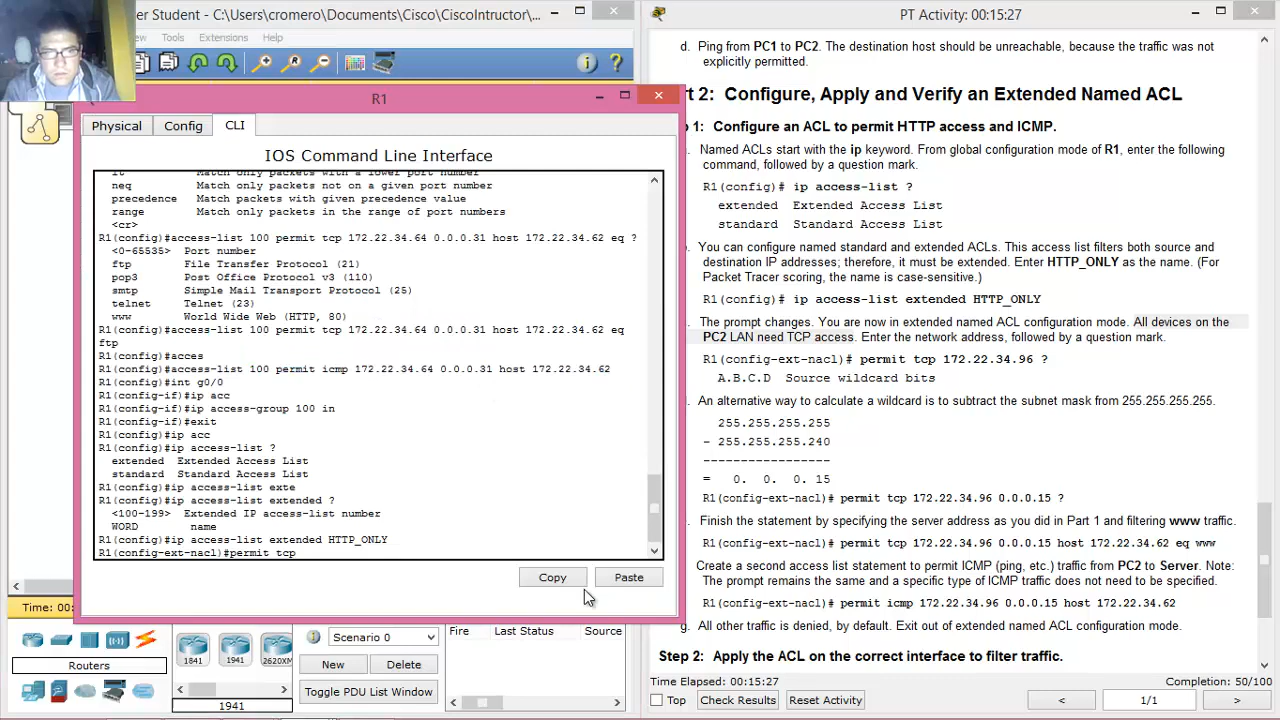 er Student - C:\Users\cromero\Documents\Cisco\CiscoIntructor\...
Tools Extensions Help
R1
Physical Config CLI
IOS Command Line Interface
neq Match only packets not on a given port number
precedence Match packets with given precedence value
range Match only packets in the range of port numbers
<cr>
R1(config)#access-list 100 permit tcp 172.22.34.64 0.0.0.31 host 172.22.34.62 eq ?
<0-65535> Port number
ftp File Transfer Protocol (21)
pop3 Post Office Protocol v3 (110)
smtp Simple Mail Transport Protocol (25)
telnet Telnet (23)
www World Wide Web (HTTP, 80)
R1(config)#access-list 100 permit tcp 172.22.34.64 0.0.0.31 host 172.22.34.62 eq
ftp
R1(config)#acces
R1(config)#access-list 100 permit icmp 172.22.34.64 0.0.0.31 host 172.22.34.62
R1(config)#int g0/0
R1(config-if)#ip acc
R1(config-if)#ip access-group 100 in
R1(config-if)#exit
R1(config)#ip acc
R1(config)#ip access-list ?
extended Extended Access List
standard Standard Access List
R1(config)#ip access-list exte
R1(config)#ip access-list extended ?
<100-199> Extended IP access-list number
WORD name
R1(config)#ip access-list extended HTTP_ONLY
R1(config-ext-nacl)#permit tcp
Copy Paste
Time: 00:
Routers
1841 1941 2620XM
1941
Scenario 0
New Delete
Toggle PDU List Window
Fire Last Status Source
PT Activity: 00:15:27
d. Ping from PC1 to PC2. The destination host should be unreachable, because the traffic was not
explicitly permitted.
rt 2: Configure, Apply and Verify an Extended Named ACL
p 1: Configure an ACL to permit HTTP access and ICMP.
Named ACLs start with the ip keyword. From global configuration mode of R1, enter the following
command, followed by a question mark.
R1(config)# ip access-list ?
extended Extended Access List
standard Standard Access List
You can configure named standard and extended ACLs. This access list filters both source and
destination IP addresses; therefore, it must be extended. Enter HTTP_ONLY as the name. (For
Packet Tracer scoring, the name is case-sensitive.)
R1(config)# ip access-list extended HTTP_ONLY
The prompt changes. You are now in extended named ACL configuration mode. All devices on the
PC2 LAN need TCP access. Enter the network address, followed by a question mark.
R1(config-ext-nacl)# permit tcp 172.22.34.96 ?
A.B.C.D Source wildcard bits
An alternative way to calculate a wildcard is to subtract the subnet mask from 255.255.255.255.
255.255.255.255
- 255.255.255.240
-----------------
= 0. 0. 0. 15
R1(config-ext-nacl)# permit tcp 172.22.34.96 0.0.0.15 ?
Finish the statement by specifying the server address as you did in Part 1 and filtering www traffic.
R1(config-ext-nacl)# permit tcp 172.22.34.96 0.0.0.15 host 172.22.34.62 eq www
Create a second access list statement to permit ICMP (ping, etc.) traffic from PC2 to Server. Note:
The prompt remains the same and a specific type of ICMP traffic does not need to be specified.
R1(config-ext-nacl)# permit icmp 172.22.34.96 0.0.0.15 host 172.22.34.62
g. All other traffic is denied, by default. Exit out of extended named ACL configuration mode.
Step 2: Apply the ACL on the correct interface to filter traffic.
Time Elapsed: 00:15:27 Completion: 50/100
Top Check Results Reset Activity < 1/1 >